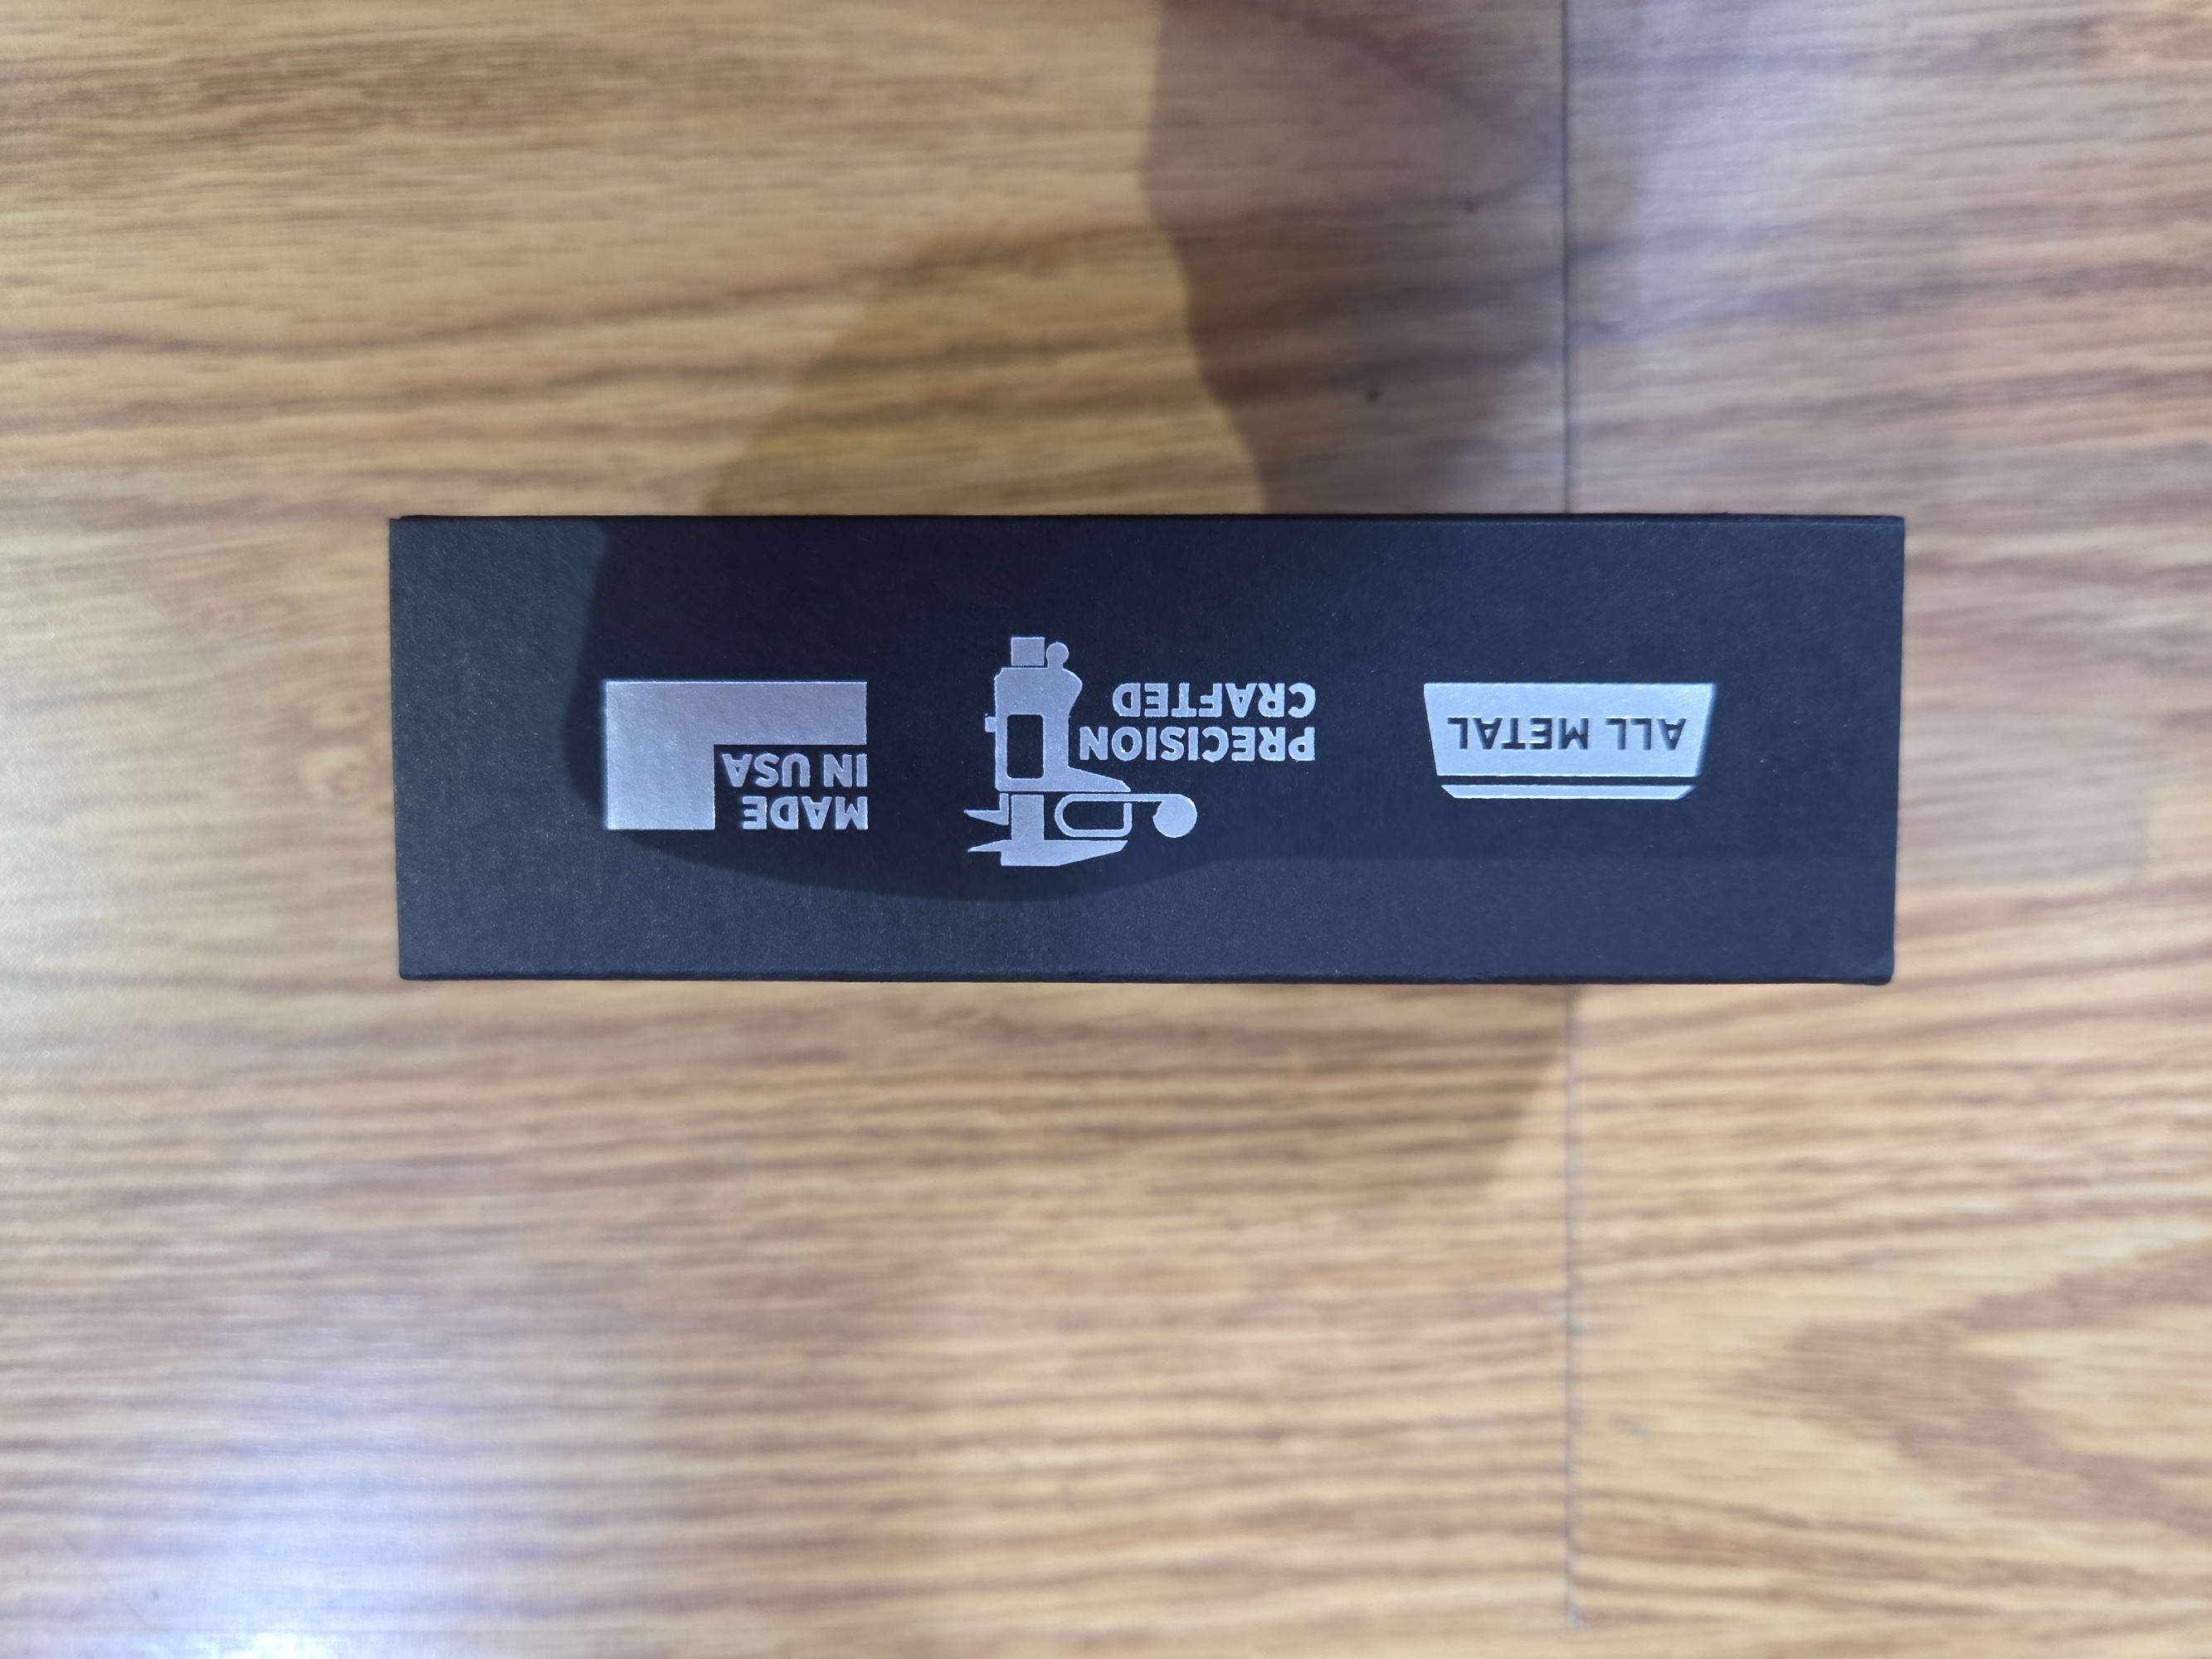 ALL METAL
PRECISION
CRAFTED
MADE
IN USA